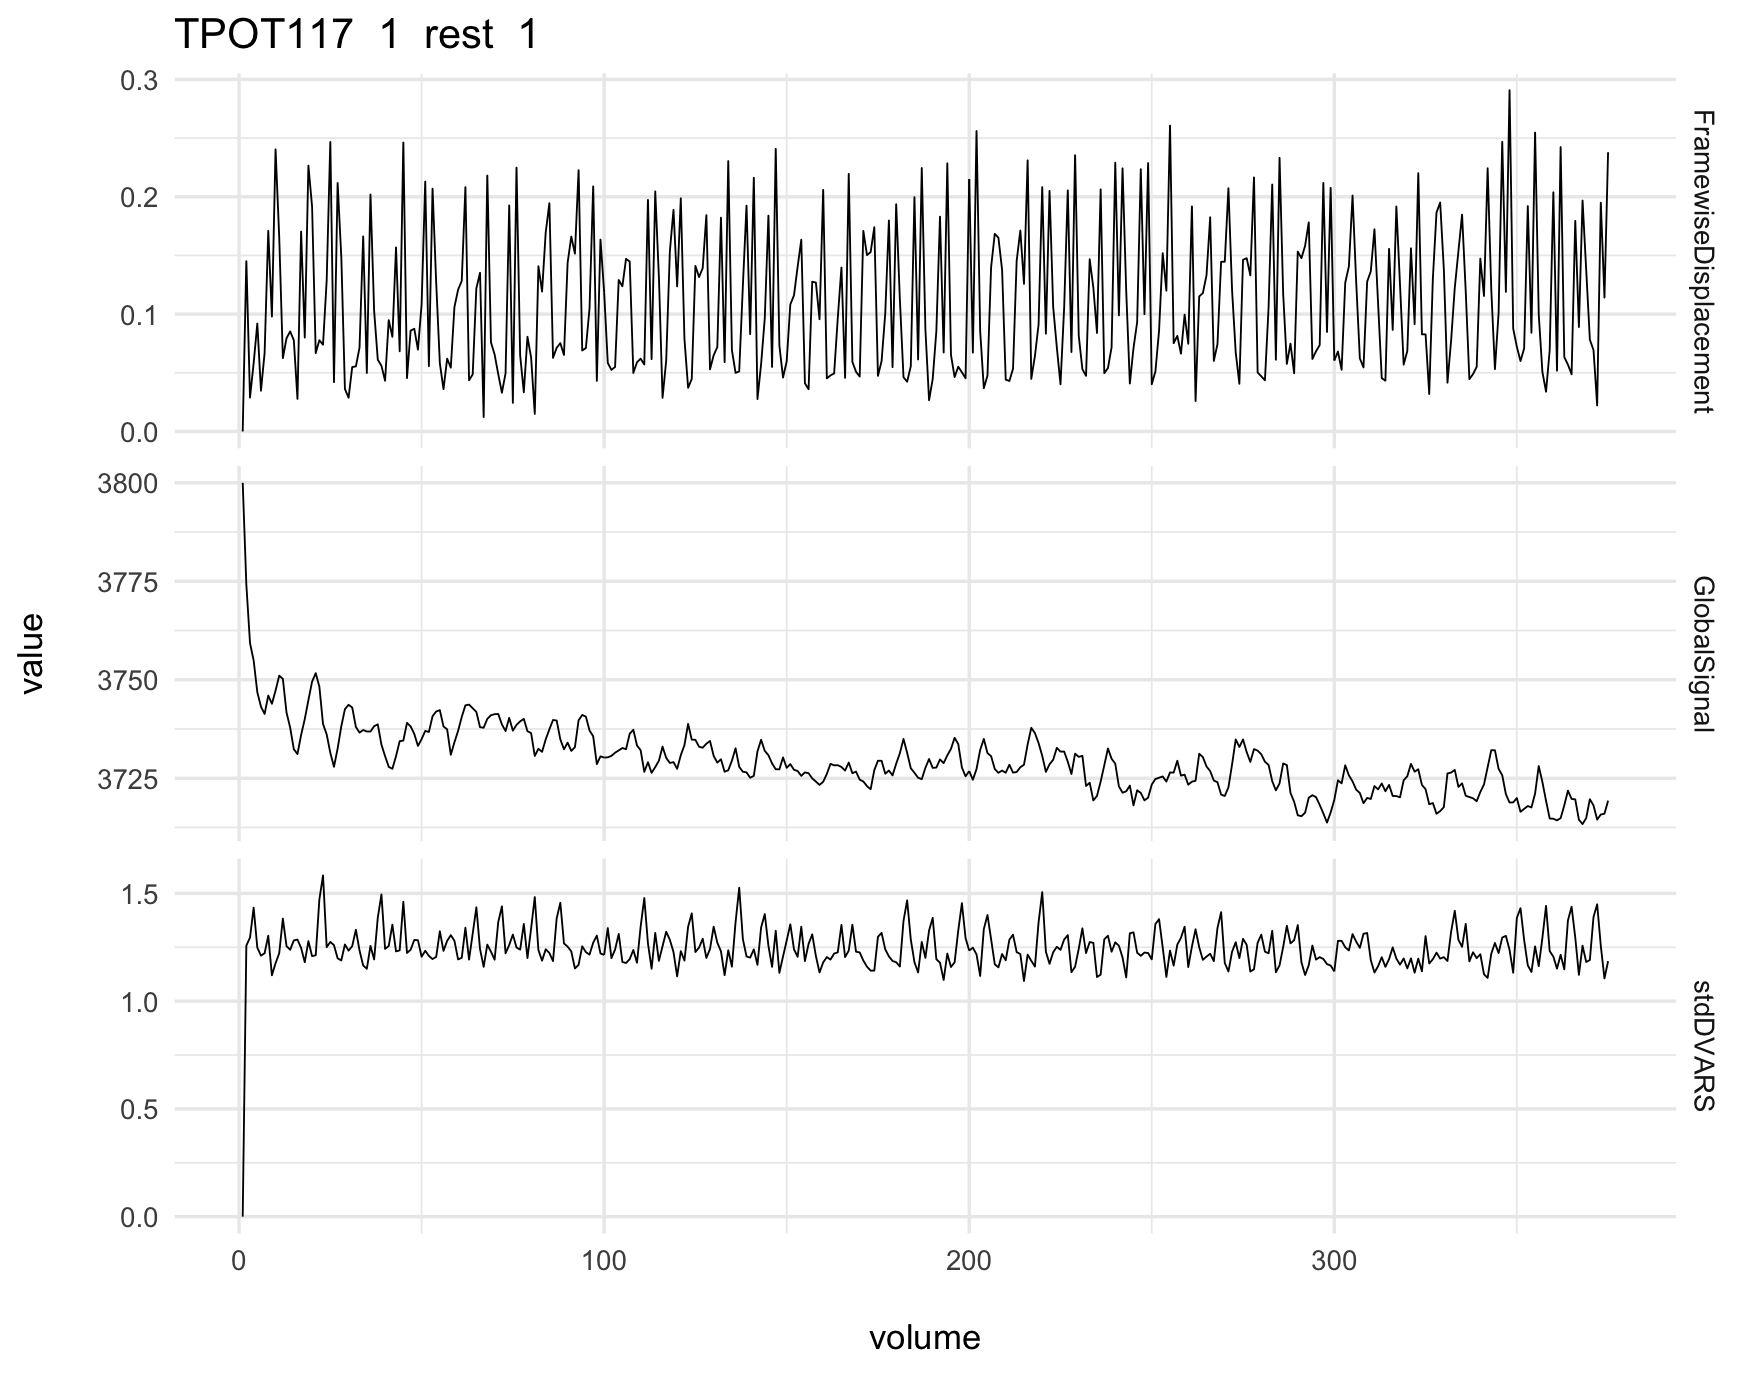 TPOT117 1 rest 1
0.3
0.2
0.1
0.0
FramewiseDisplacement
3800
3775
3750
3725
GlobalSignal
value
1.5
1.0
0.5
0.0
stdDVARS
0 100 200 300
volume